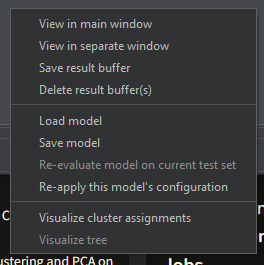 View in main window
View in separate window
Save result buffer
Delete result buffer(s)
Load model
Save model
Re-evaluate model on current test set
Re-apply this model's configuration
Visualize cluster assignments
Visualize tree
ustering and PCA on